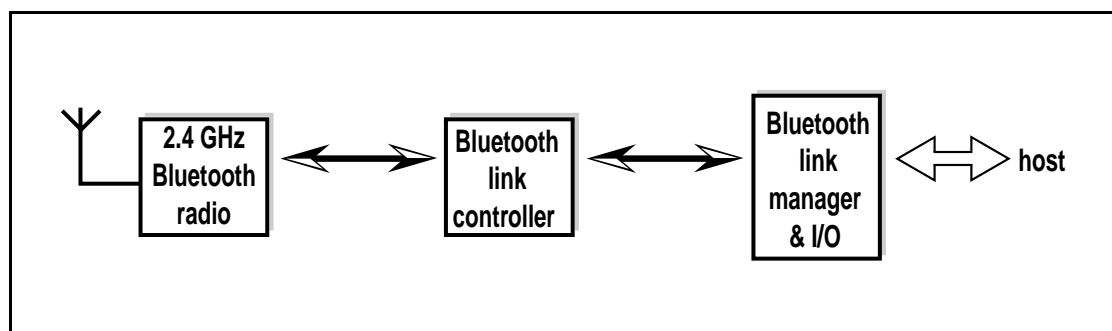 2.4 GHz
Bluetooth
radio
Bluetooth
link
controller
Bluetooth
link
manager
& I/O
host